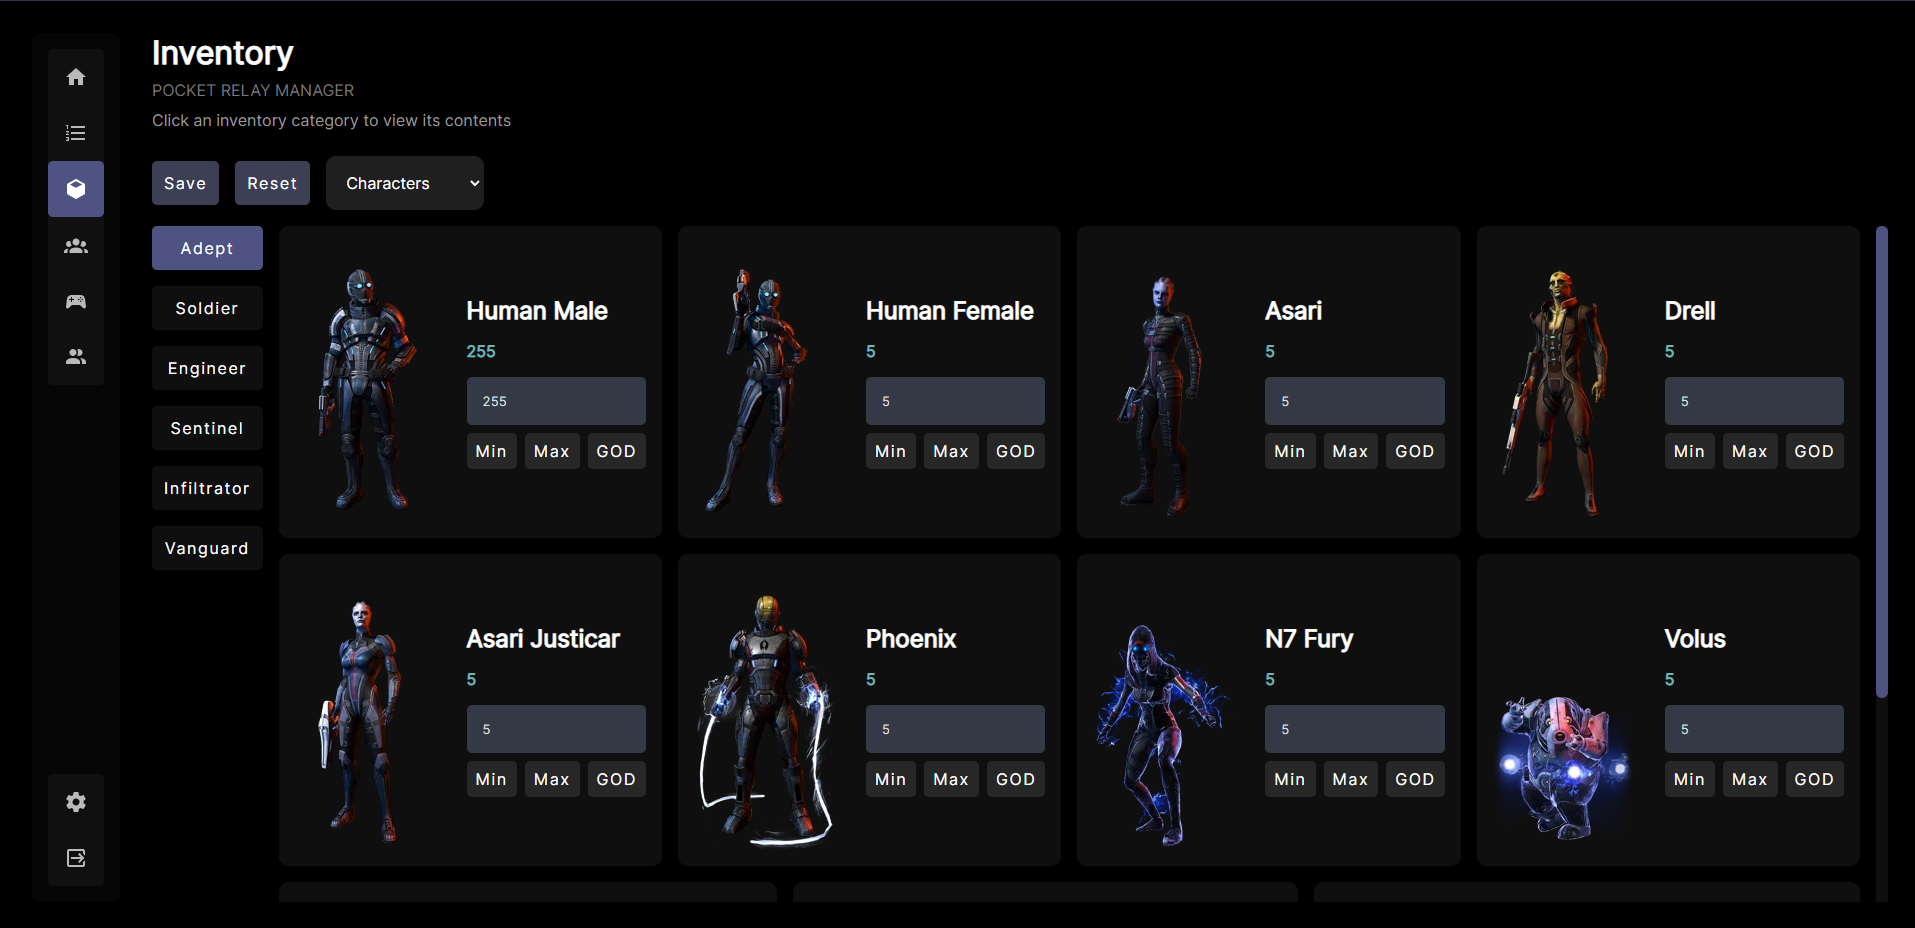 Inventory
POCKET RELAY MANAGER
Click an inventory category to view its contents
Save
Reset
Characters
Adept
Soldier
Engineer
Sentinel
Infiltrator
Vanguard
Human Male
255
255
Min Max GOD
Human Female
5
5
Min Max GOD
Asari
5
5
Min Max GOD
Drell
5
5
Min Max GOD
Asari Justicar
5
5
Min Max GOD
Phoenix
5
5
Min Max GOD
N7 Fury
5
5
Min Max GOD
Volus
5
5
Min Max GOD